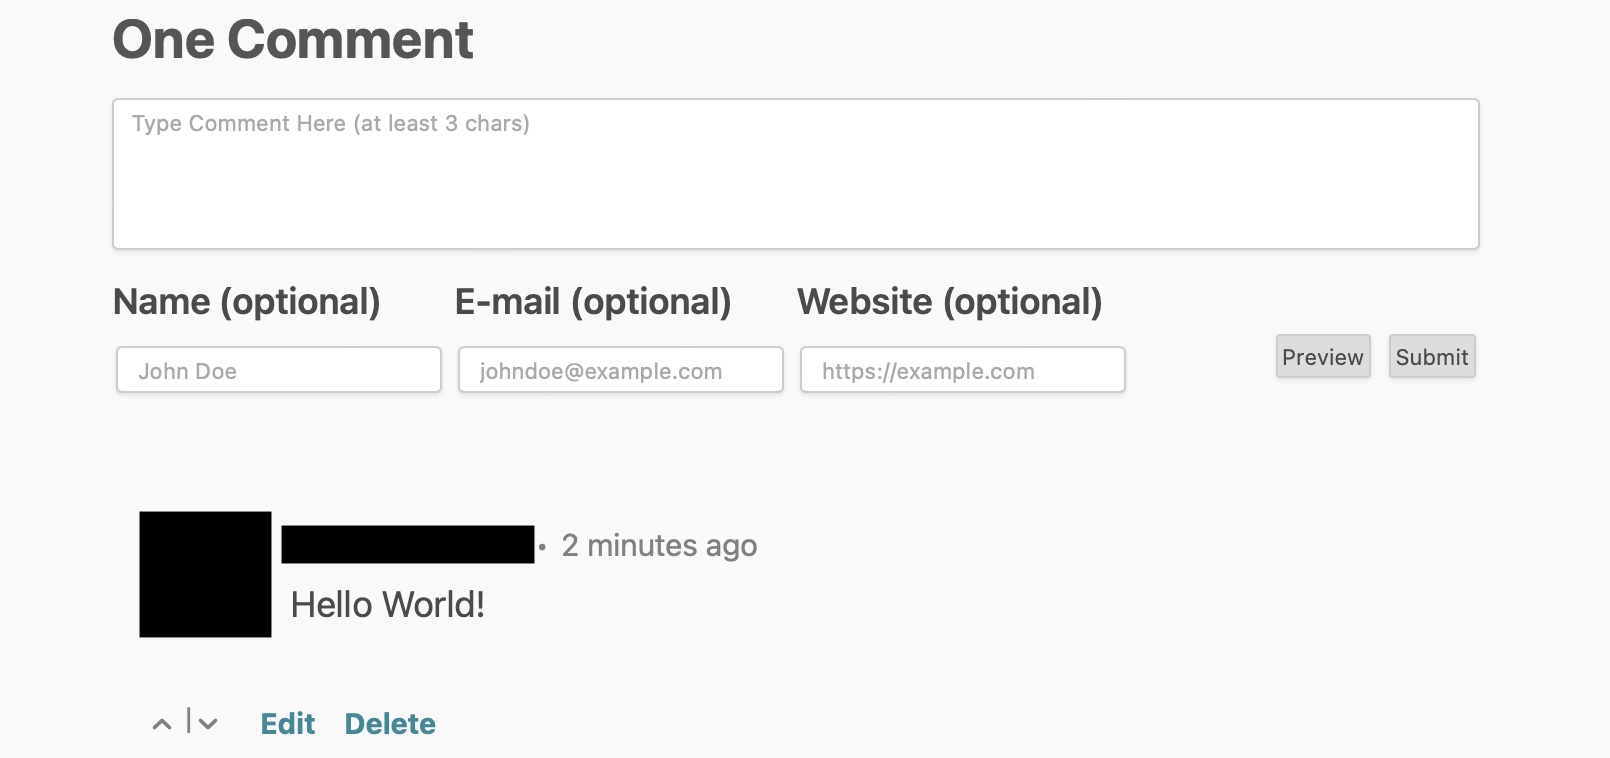 One Comment
Type Comment Here (at least 3 chars)
Name (optional) E-mail (optional) Website (optional)
John Doe johndoe@example.com https://example.com Preview Submit
• 2 minutes ago
Hello World!
| Edit Delete